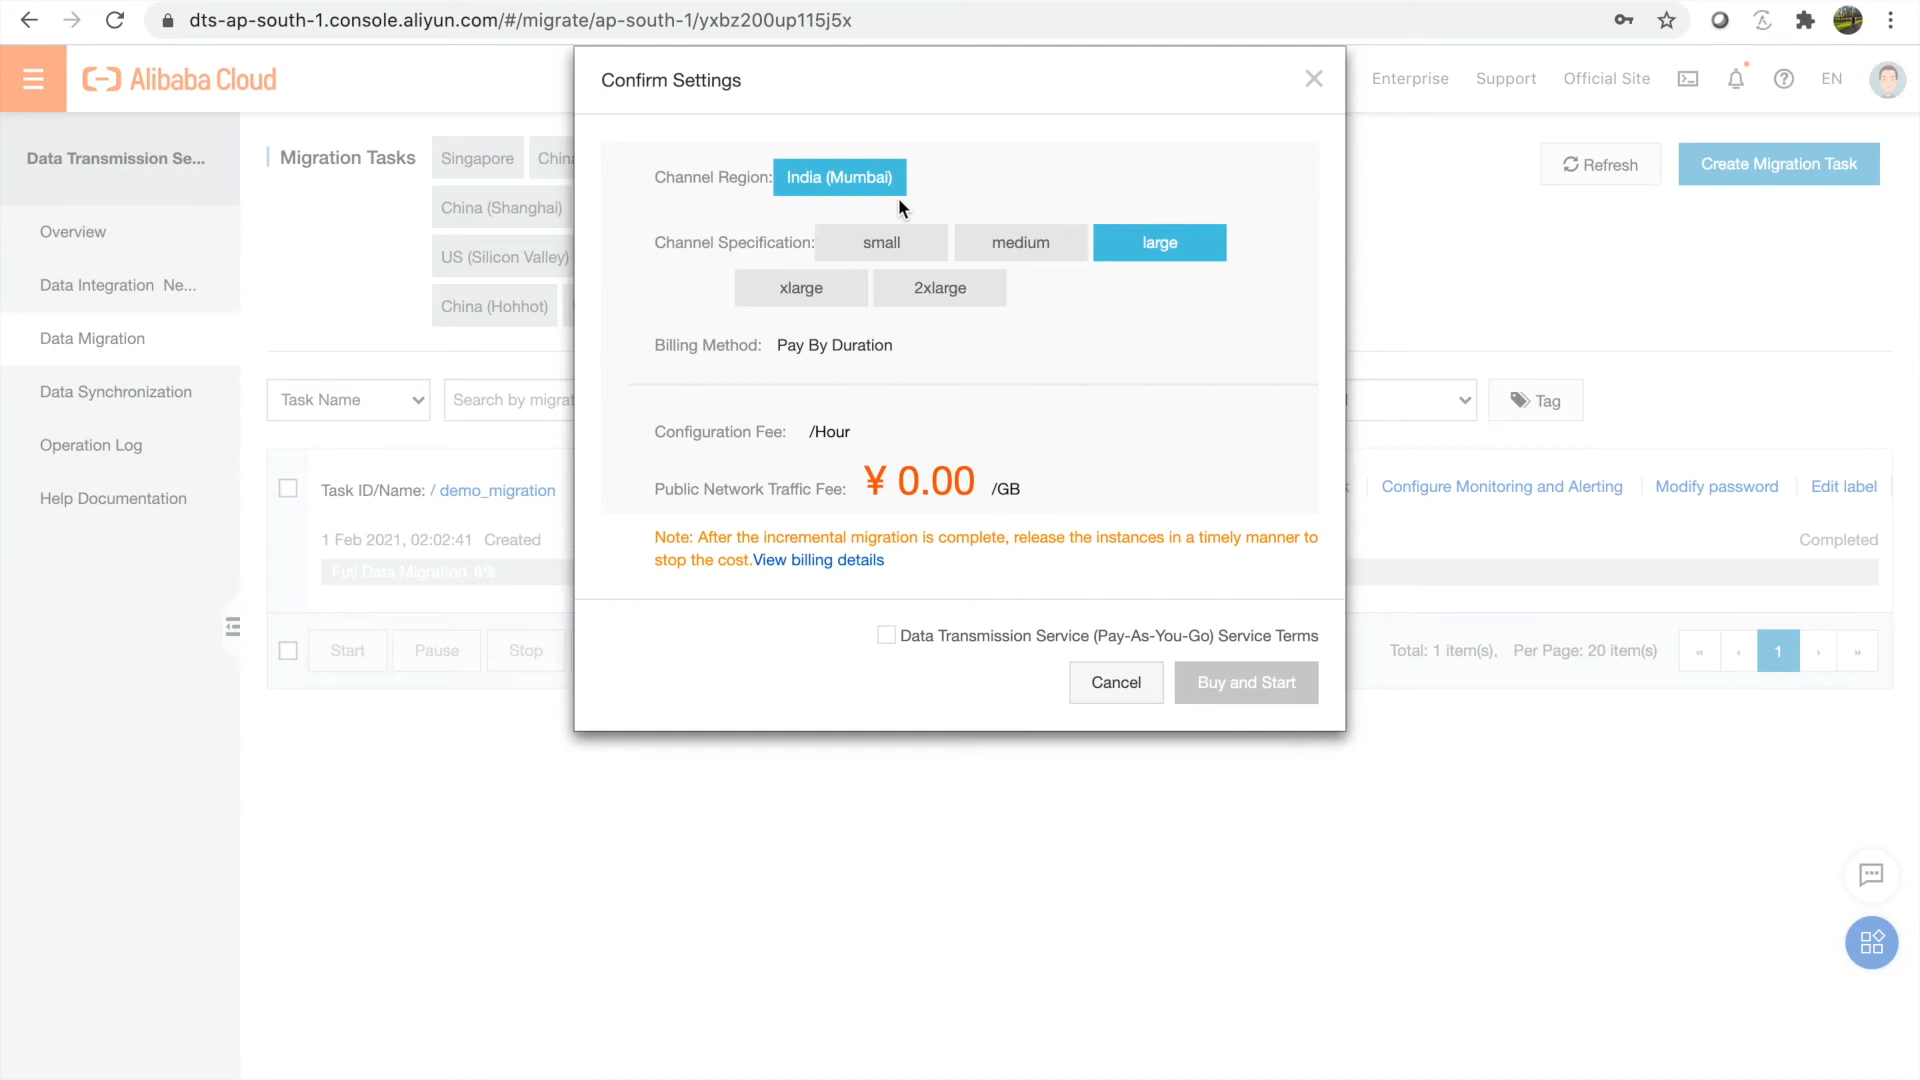 dts-ap-south-1.console.aliyun.com/#/migrate/ap-south-1/yxbz200up115j5x
Alibaba Cloud
Enterprise Support Official Site EN
Confirm Settings
Data Transmission Se...
Overview
Data Integration Ne...
Data Migration
Data Synchronization
Operation Log
Help Documentation
Migration Tasks
Singapore
China (Shanghai)
US (Silicon Valley)
China (Hohhot)
Refresh
Create Migration Task
Task Name
Search by migrat
Tag
Task ID/Name: / demo_migration
Configure Monitoring and Alerting Modify password Edit label
1 Feb 2021, 02:02:41 Created
Completed
Full Data Migration 0%
Start Pause Stop
Total: 1 item(s), Per Page: 20 item(s)
« ‹ 1 › »
Channel Region: India (Mumbai)
Channel Specification: small medium large
xlarge 2xlarge
Billing Method: Pay By Duration
Configuration Fee: /Hour
Public Network Traffic Fee: ¥ 0.00 /GB
Note: After the incremental migration is complete, release the instances in a timely manner to
stop the cost.View billing details
Data Transmission Service (Pay-As-You-Go) Service Terms
Cancel Buy and Start